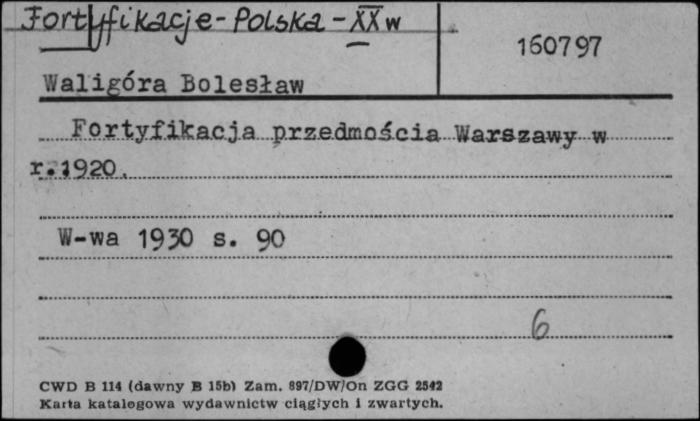 Fortyfikacje - Polska - XX w
160797
Waligóra Bolesław
Fortyfikacja przedmościa Warszawy w
r. 1920.
W-wa 1930 s. 90
6
CWD B 114 (dawny B 15b) Zam. 897/DW/On ZGG 2542
Karta katalogowa wydawnictw ciągłych i zwartych.